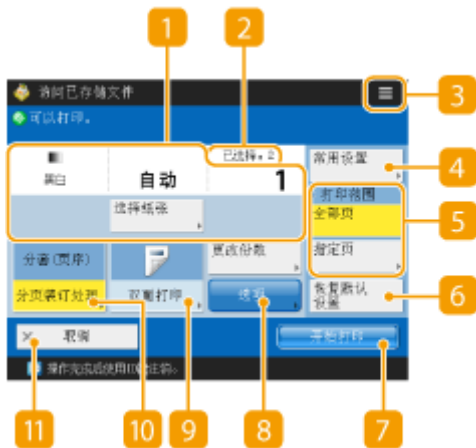 1
2
访问已存储文件
3
可以打印。
已选择: 2
黑白
自动
1
常用设置
4
选择纸张
打印范围
全部页
5
分套(页序)
更改份数
指定页
分页装订处理
双面打印
选项
恢复默认
设置
6
取消
开始打印
7
操作完成后使用ID键注销。
11
10
9
8